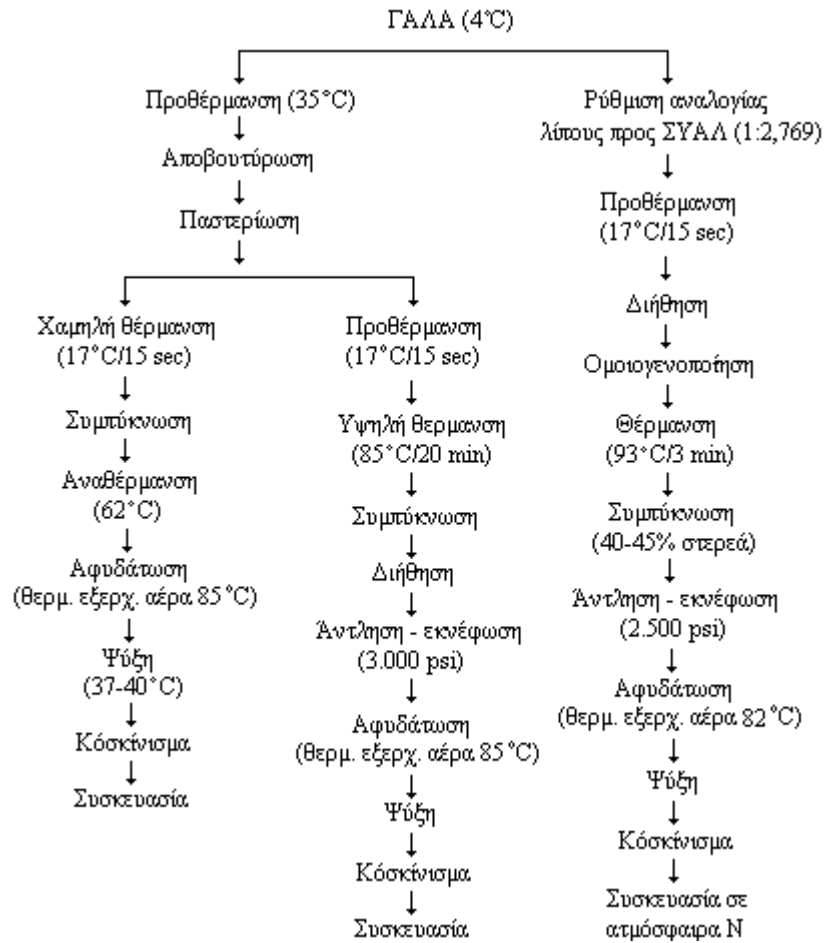 ΓΑΛΑ (4°C)
Προθέρμανση (35°C)
Αποβουτύρωση
Παστερίωση
Χαμηλή θέρμανση
(17°C/15 sec)
Συμπύκνωση
Αναθέρμανση
(62°C)
Αφυδάτωση
(θερμ. εξερχ. αέρα 85°C)
Ψύξη
(37-40°C)
Κόσκίνισμα
Συσκευασία
Προθέρμανση
(17°C/15 sec)
Υψηλή θερμανση
(85°C/20 min)
Συμπύκνωση
Διήθηση
Άντληση - εκνέφωση
(3.000 psi)
Αφυδάτωση
(θερμ. εξερχ. αέρα 85°C)
Ψύξη
Κόσκίνισμα
Συσκευασία
Ρύθμιση αναλογίας
λίπους προς ΣΥΑΛ (1:2,769)
Προθέρμανση
(17°C/15 sec)
Διήθηση
Ομοιογενοποίηση
Θέρμανση
(93°C/3 min)
Συμπύκνωση
(40-45% στερεά)
Άντληση - εκνέφωση
(2.500 psi)
Αφυδάτωση
(θερμ. εξερχ. αέρα 82°C)
Ψύξη
Κόσκίνισμα
Συσκευασία σε
ατμόσφαιρα Ν